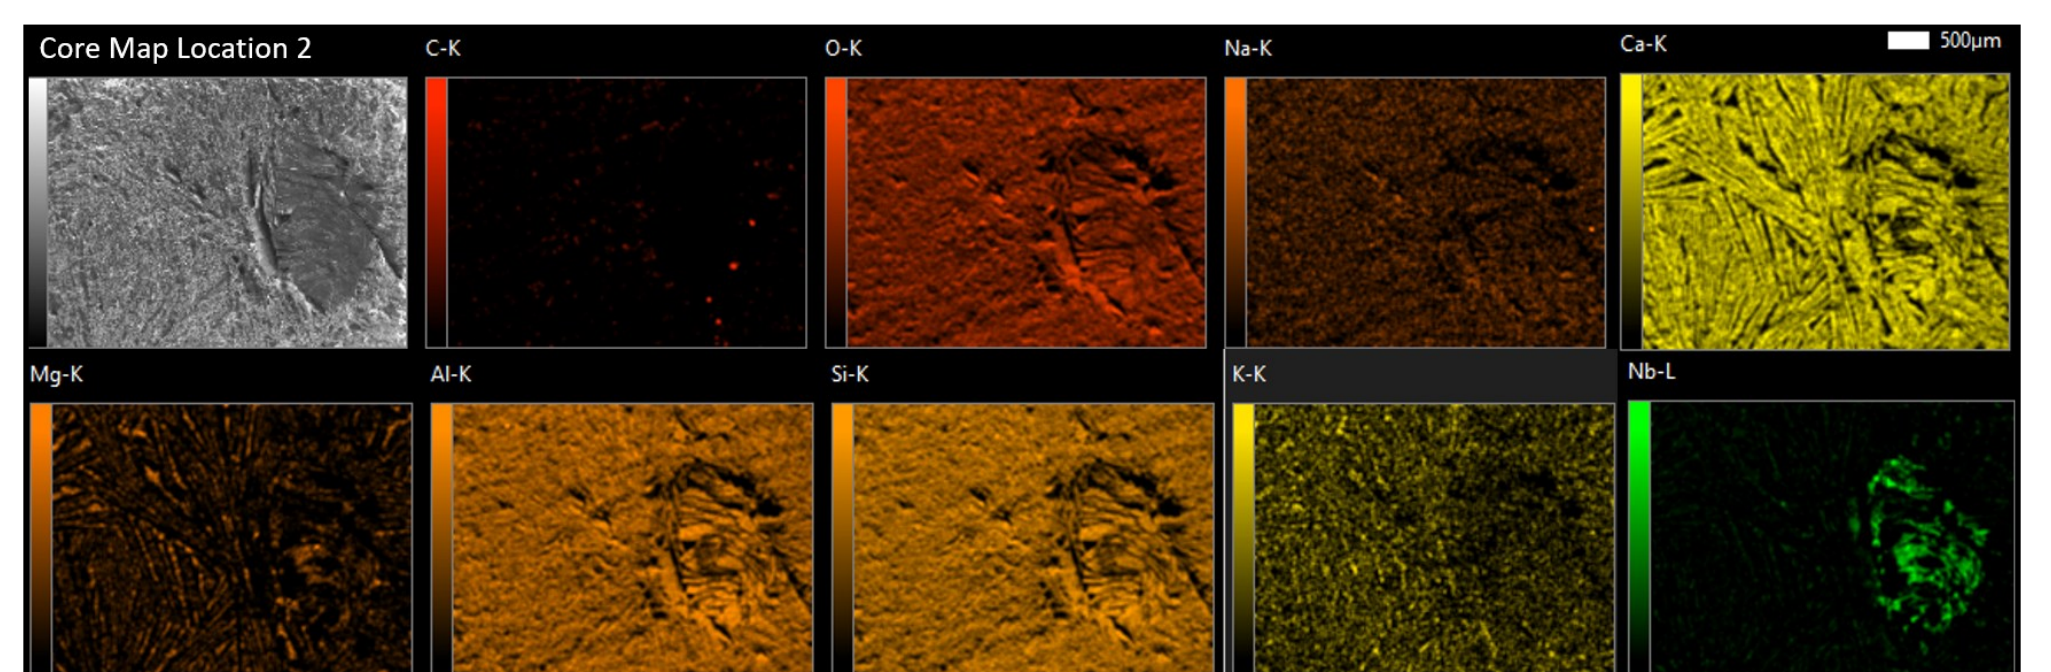 Core Map Location 2
C-K
O-K
Na-K
Ca-K
500µm
Mg-K
Al-K
Si-K
K-K
Nb-L